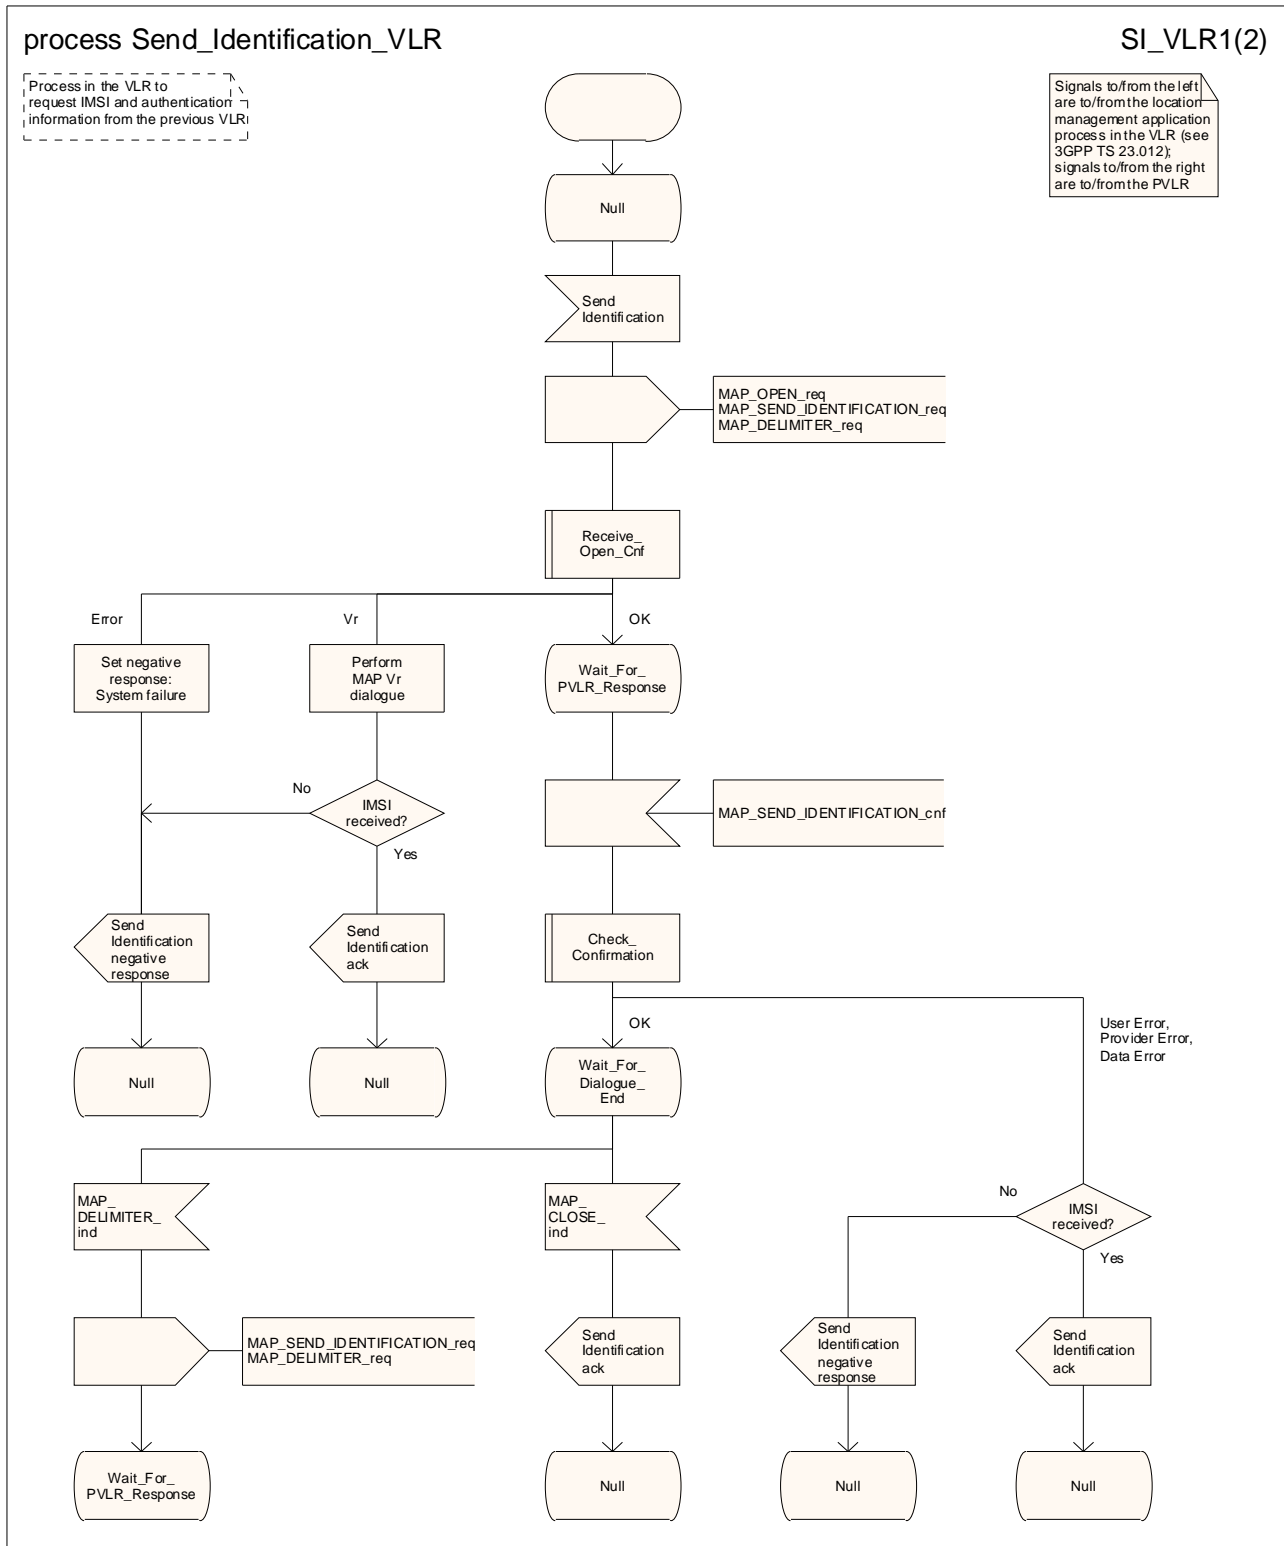 process Send_Identification_VLR
SI_VLR1(2)
Process in the VLR to
request IMSI and authentication
information from the previous VLR
Signals to/from the left
are to/from the location
management application
process in the VLR (see
3GPP TS 23.012);
signals to/from the right
are to/from the PVLR
Null
Send
Identification
MAP_OPEN_req
MAP_SEND_IDENTIFICATION_req
MAP_DELIMITER_req
Receive_
Open_Cnf
Error
Vr
OK
Set negative
response:
System failure
Perform
MAP Vr
dialogue
Wait_For_
PVLR_Response
No
IMSI
received?
Yes
MAP_SEND_IDENTIFICATION_cnf
Send
Identification
negative
response
Send
Identification
ack
Check_
Confirmation
OK
User Error,
Provider Error,
Data Error
Null
Null
Wait_For_
Dialogue_
End
MAP_
DELIMITER_
ind
MAP_
CLOSE_
ind
No
IMSI
received?
Yes
MAP_SEND_IDENTIFICATION_req
MAP_DELIMITER_req
Send
Identification
ack
Send
Identification
negative
response
Send
Identification
ack
Wait_For_
PVLR_Response
Null
Null
Null